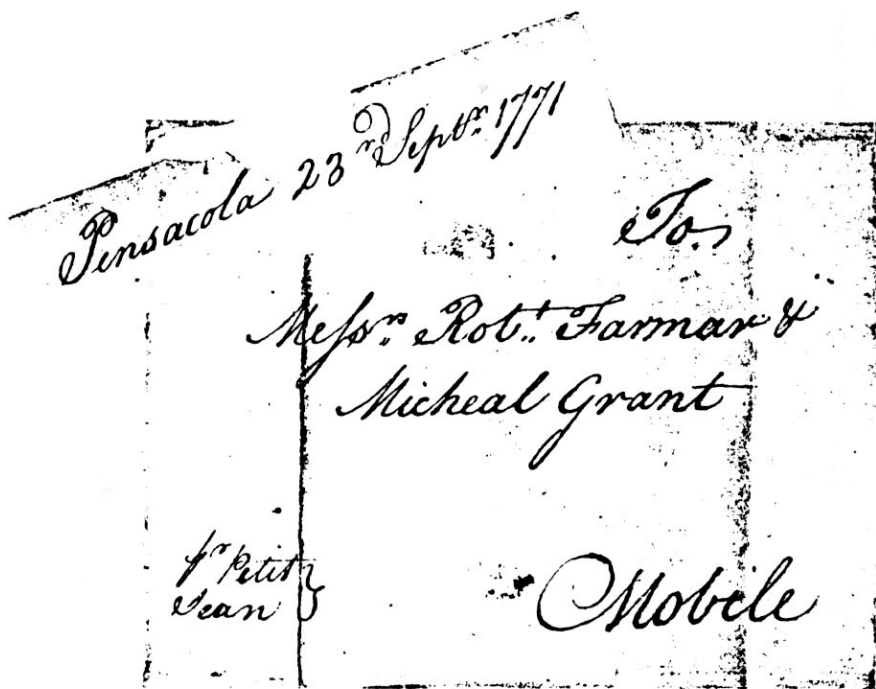 Pensacola 23rd Septr. 1771
To
Messrs. Robt. Farmar &
Micheal Grant
pr Petit
Jean
Mobile